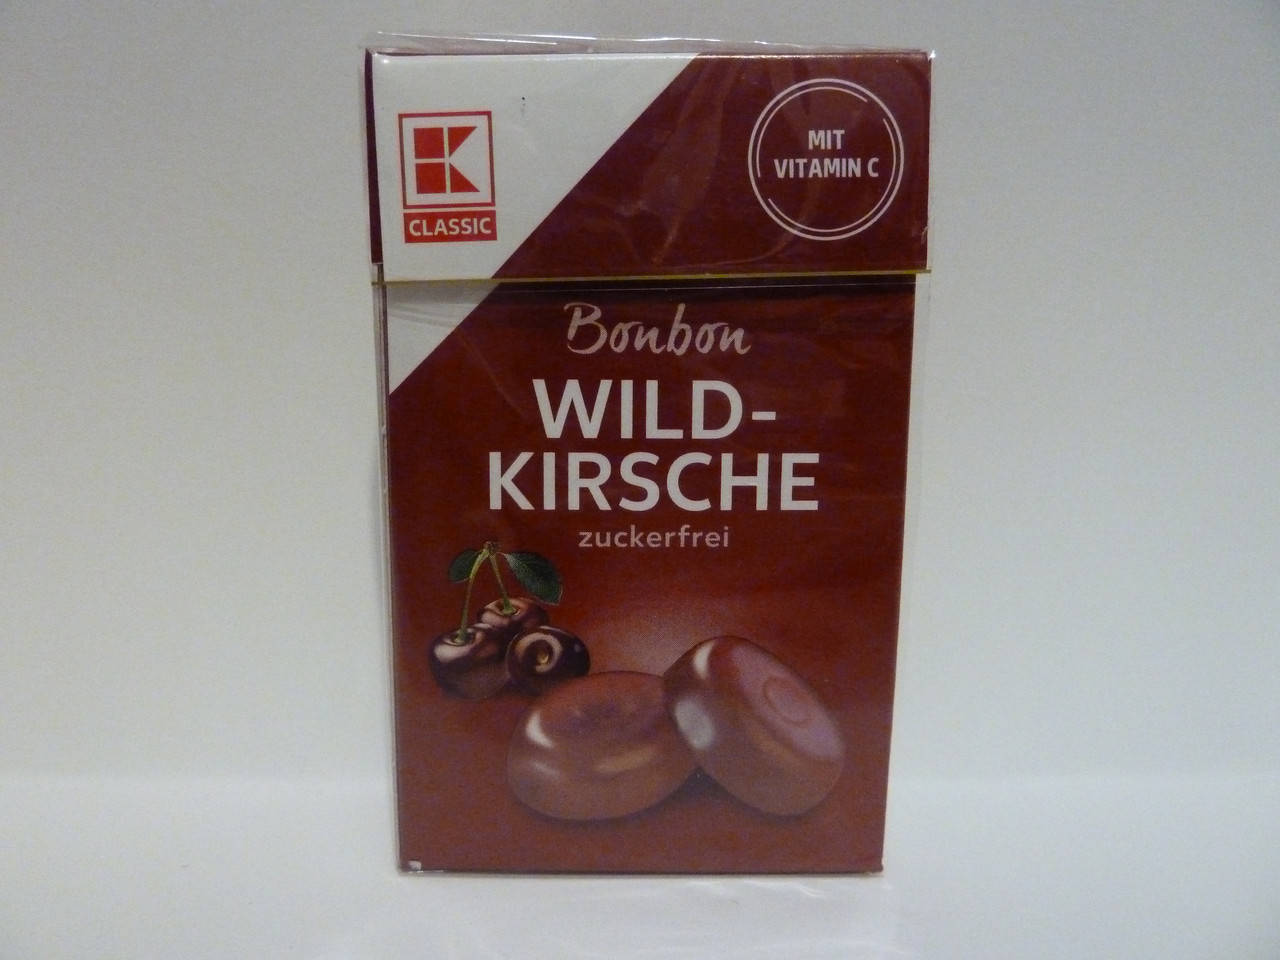 CLASSIC
MIT
VITAMIN C
Bonbon
WILD-
KIRSCHE
zuckerfrei